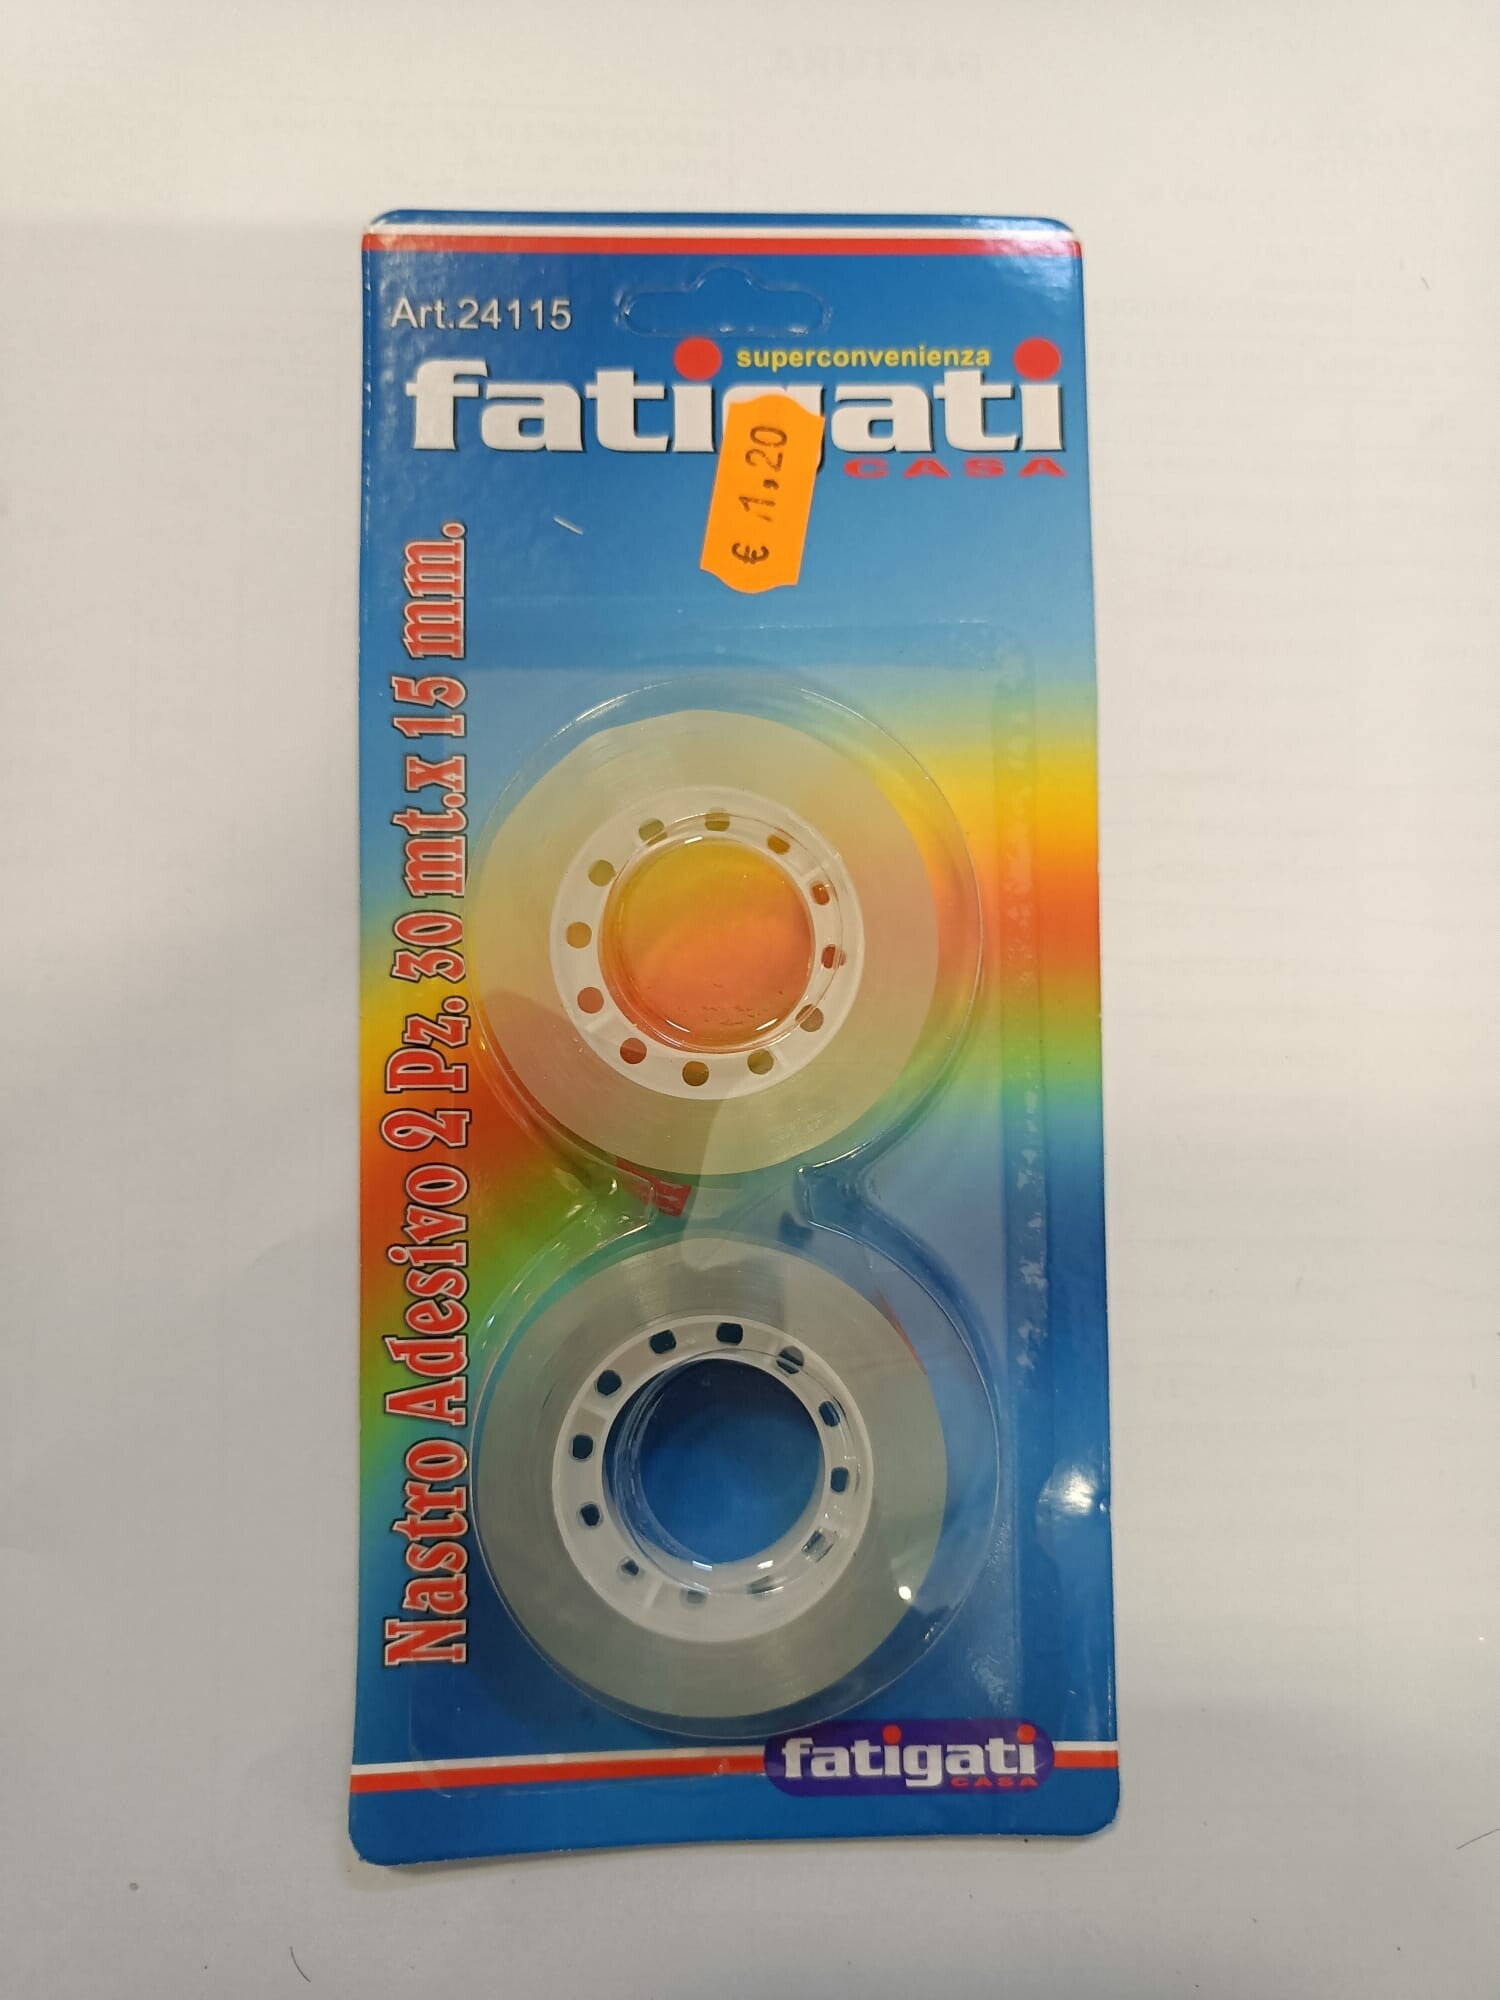 Art.24115
superconvenienza
fatigati
CASA
€ 1,20
Nastro Adesivo 2 Pz. 30 mt.x 15 mm.
fatigati
CASA